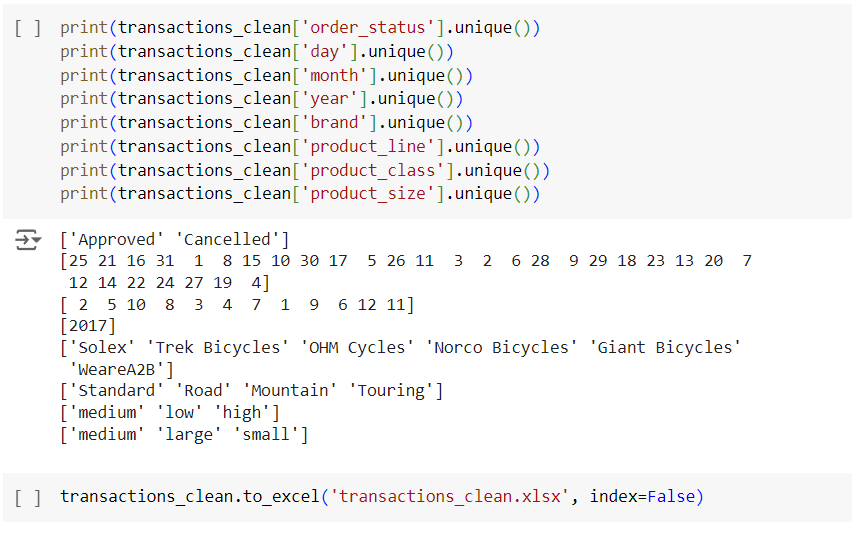 [ ] print(transactions_clean['order_status'].unique())
print(transactions_clean['day'].unique())
print(transactions_clean['month'].unique())
print(transactions_clean['year'].unique())
print(transactions_clean['brand'].unique())
print(transactions_clean['product_line'].unique())
print(transactions_clean['product_class'].unique())
print(transactions_clean['product_size'].unique())
['Approved' 'Cancelled']
[25 21 16 31  1  8 15 10 30 17  5 26 11  3  2  6 28  9 29 18 23 13 20  7
 12 14 22 24 27 19  4]
[ 2  5 10  8  3  4  7  1  9  6 12 11]
[2017]
['Solex' 'Trek Bicycles' 'OHM Cycles' 'Norco Bicycles' 'Giant Bicycles'
 'WeareA2B']
['Standard' 'Road' 'Mountain' 'Touring']
['medium' 'low' 'high']
['medium' 'large' 'small']
[ ] transactions_clean.to_excel('transactions_clean.xlsx', index=False)